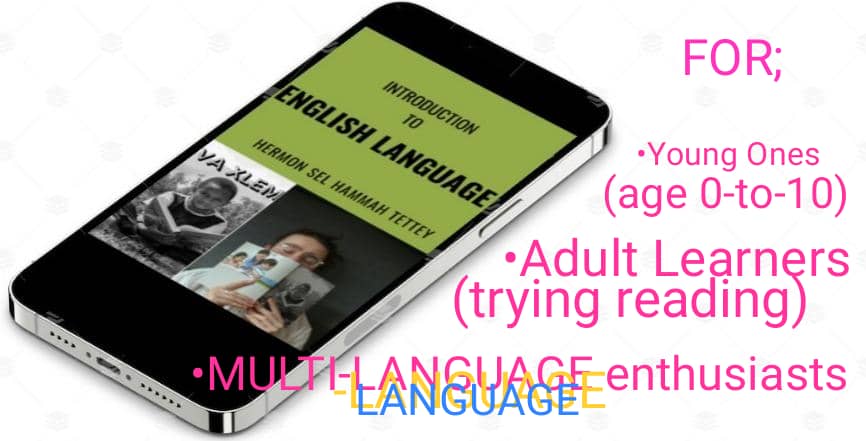 INTRODUCTION
TO
ENGLISH LANGUAGE
HERMON SEL HAMMAH TETTEY
VA XLEM
FOR;
•Young Ones
(age 0-to-10)
•Adult Learners
(trying reading)
•MULTI-LANGUAGE enthusiasts
-LANGUAGE
LANGUAGE